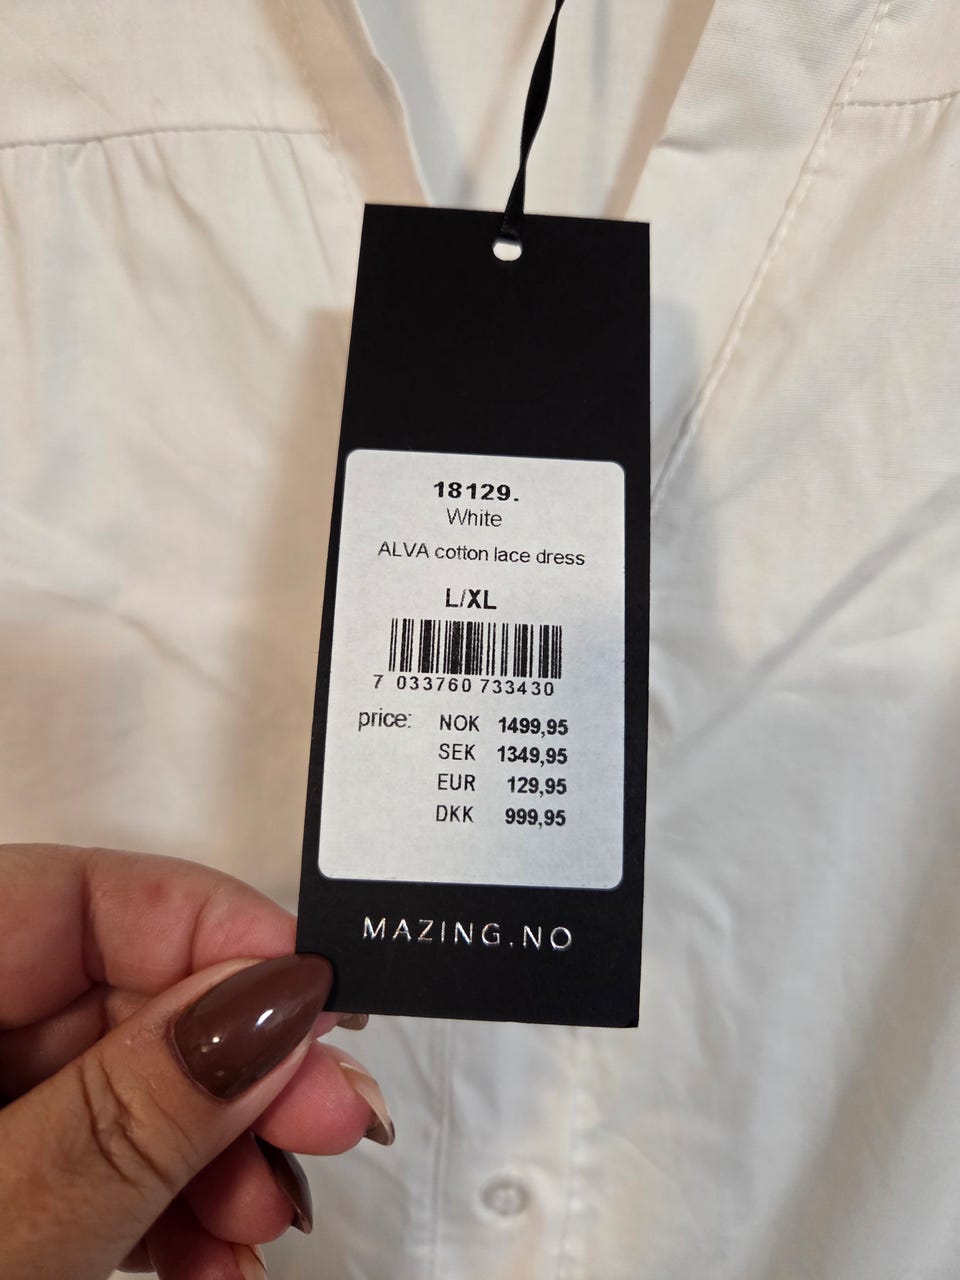 18129.
White
ALVA cotton lace dress
L/XL
7 033760 733430
price: NOK 1499,95
SEK 1349,95
EUR 129,95
DKK 999,95
MAZING.NO